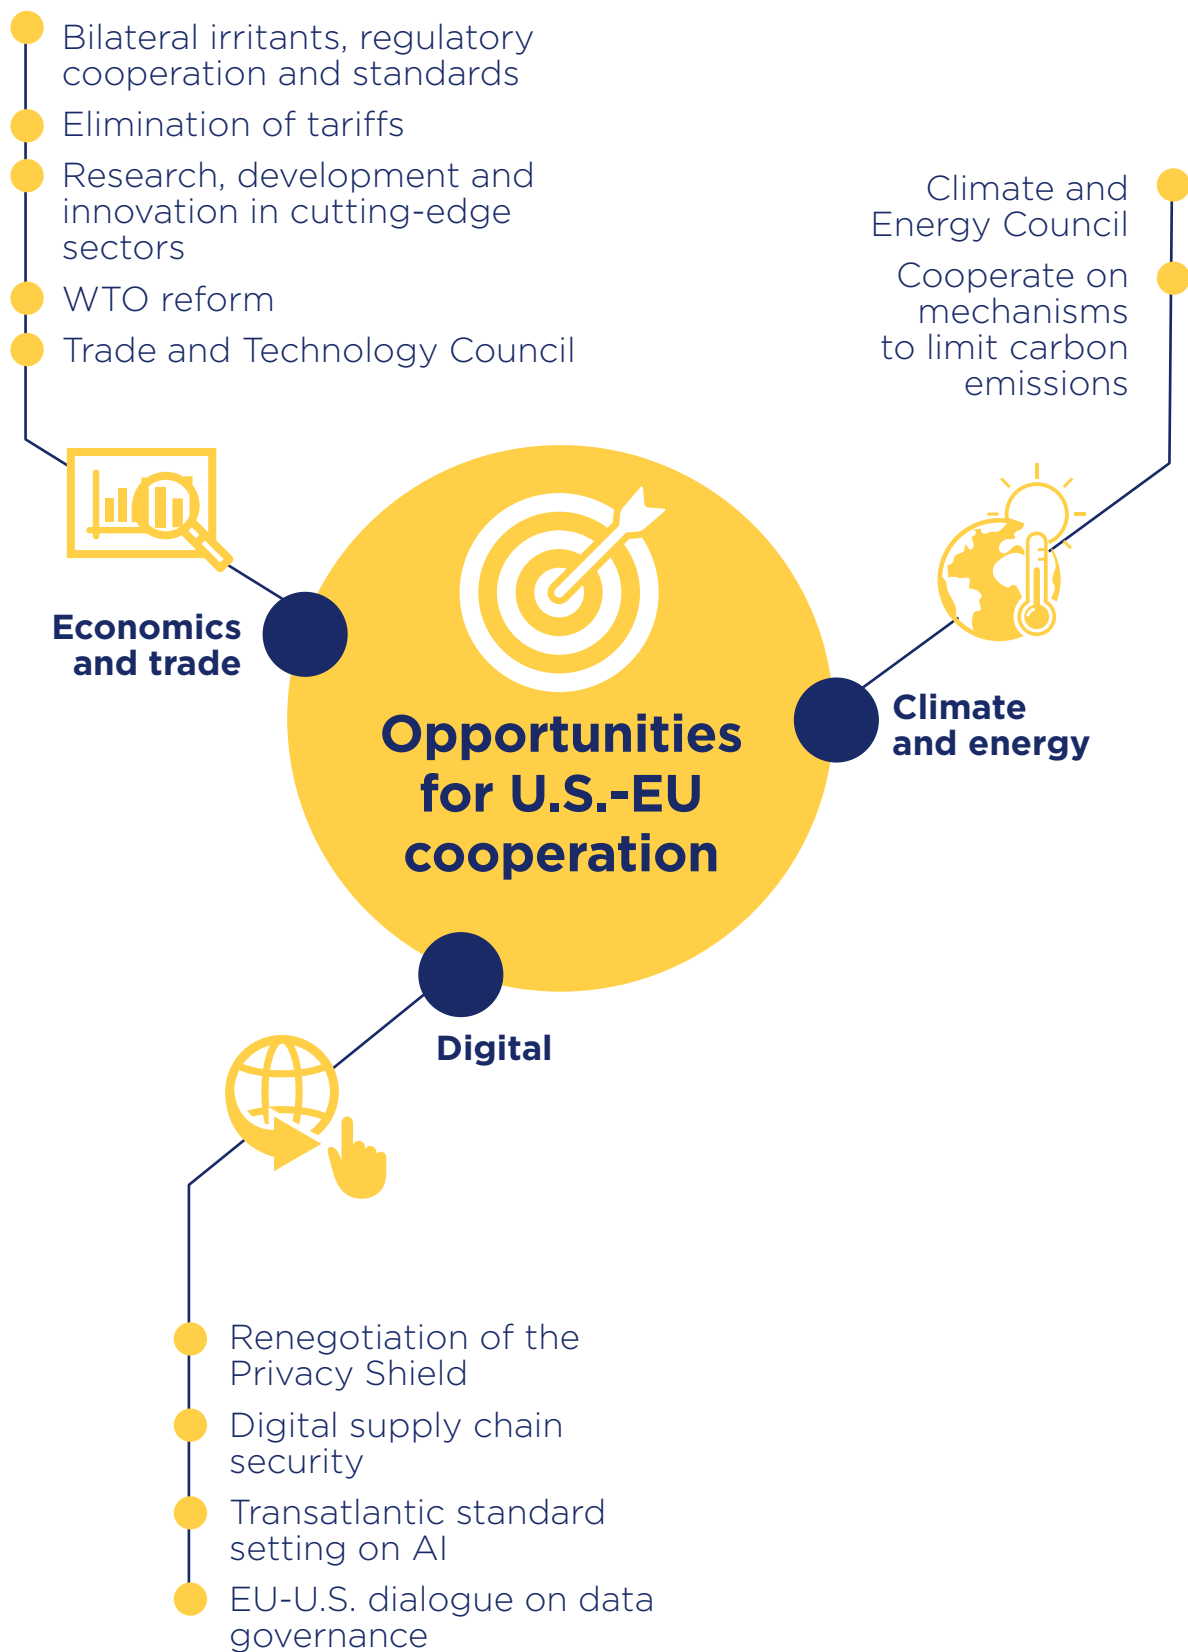 Bilateral irritants, regulatory
cooperation and standards
Elimination of tariffs
Research, development and
innovation in cutting-edge
sectors
WTO reform
Trade and Technology Council
Climate and
Energy Council
Cooperate on
mechanisms
to limit carbon
emissions
Economics
and trade
Opportunities
for U.S.-EU
cooperation
Climate
and energy
Digital
Renegotiation of the
Privacy Shield
Digital supply chain
security
Transatlantic standard
setting on AI
EU-U.S. dialogue on data
governance